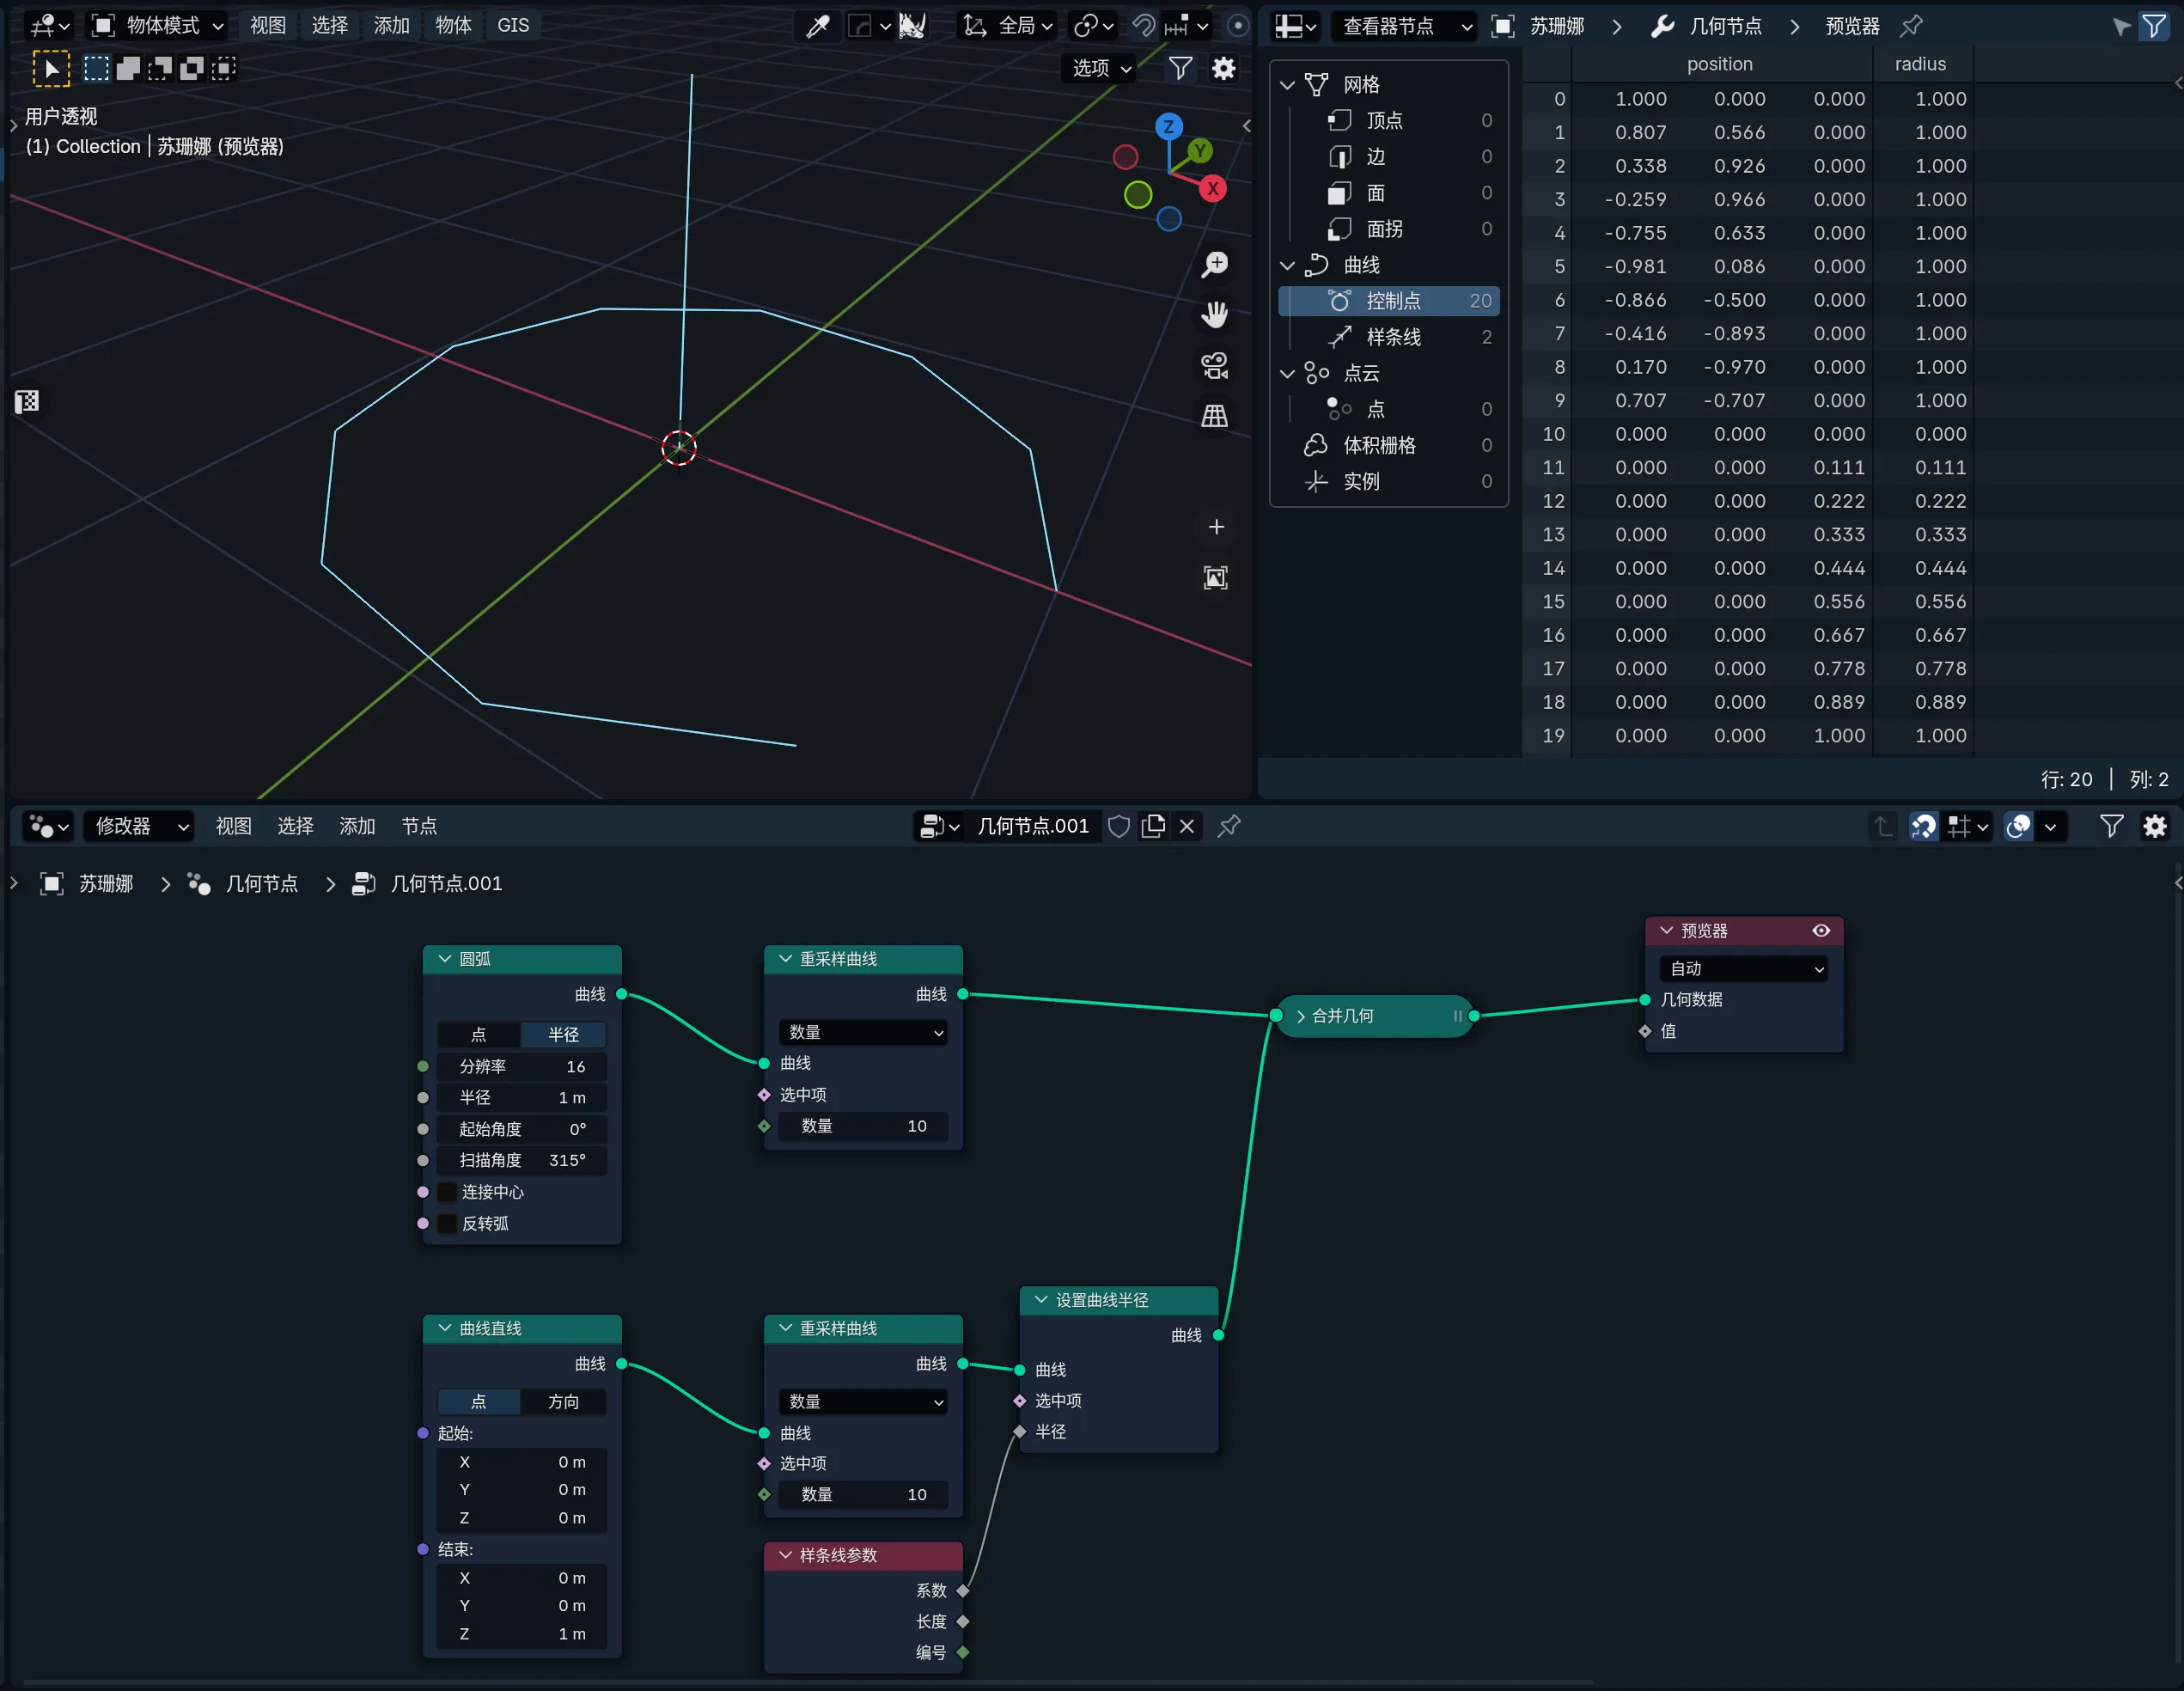 物体模式 视图 选择 添加 物体 GIS 全局
选项
用户透视
(1) Collection | 苏珊娜 (预览器)
Z
Y
X
查看器节点 苏珊娜 几何节点 预览器
网格
顶点 0
边 0
面 0
面拐 0
曲线
控制点 20
样条线 2
点云
点 0
体积栅格 0
实例 0
position radius
0 1.000 0.000 0.000 1.000
1 0.807 0.566 0.000 1.000
2 0.338 0.926 0.000 1.000
3 -0.259 0.966 0.000 1.000
4 -0.755 0.633 0.000 1.000
5 -0.981 0.086 0.000 1.000
6 -0.866 -0.500 0.000 1.000
7 -0.416 -0.893 0.000 1.000
8 0.170 -0.970 0.000 1.000
9 0.707 -0.707 0.000 1.000
10 0.000 0.000 0.000 0.000
11 0.000 0.000 0.111 0.111
12 0.000 0.000 0.222 0.222
13 0.000 0.000 0.333 0.333
14 0.000 0.000 0.444 0.444
15 0.000 0.000 0.556 0.556
16 0.000 0.000 0.667 0.667
17 0.000 0.000 0.778 0.778
18 0.000 0.000 0.889 0.889
19 0.000 0.000 1.000 1.000
行: 20 | 列: 2
修改器 视图 选择 添加 节点 几何节点.001
苏珊娜 几何节点 几何节点.001
圆弧
曲线
点 半径
分辨率 16
半径 1 m
起始角度 0°
扫描角度 315°
连接中心
反转弧
重采样曲线
曲线
数量
曲线
选中项
数量 10
合并几何
预览器
自动
几何数据
值
曲线直线
曲线
点 方向
起始:
X 0 m
Y 0 m
Z 0 m
结束:
X 0 m
Y 0 m
Z 1 m
重采样曲线
曲线
数量
曲线
选中项
数量 10
样条线参数
系数
长度
编号
设置曲线半径
曲线
曲线
选中项
半径